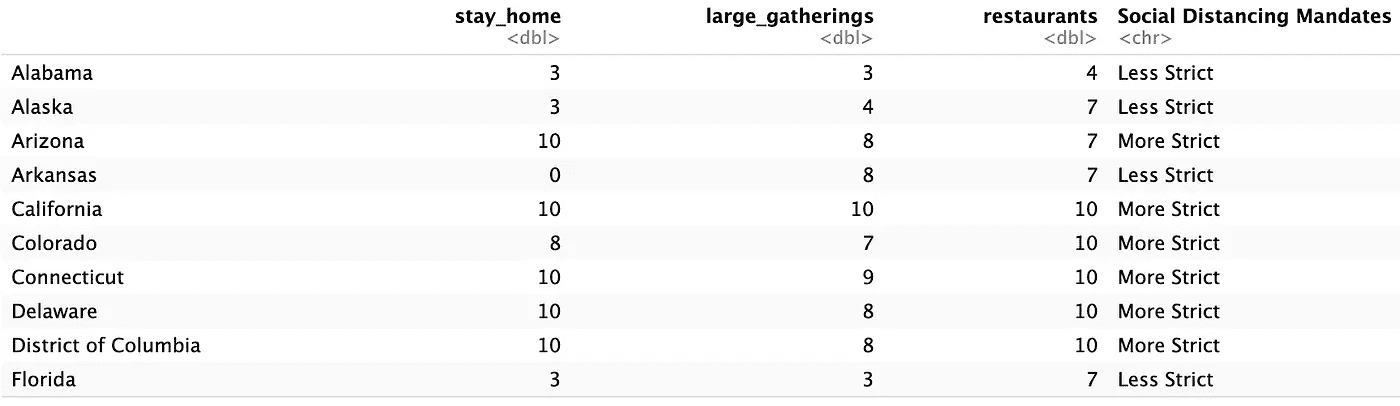 stay_home large_gatherings restaurants Social Distancing Mandates
<dbl> <dbl> <dbl> <chr>
Alabama 3 3 4 Less Strict
Alaska 3 4 7 Less Strict
Arizona 10 8 7 More Strict
Arkansas 0 8 7 Less Strict
California 10 10 10 More Strict
Colorado 8 7 10 More Strict
Connecticut 10 9 10 More Strict
Delaware 10 8 10 More Strict
District of Columbia 10 8 10 More Strict
Florida 3 3 7 Less Strict